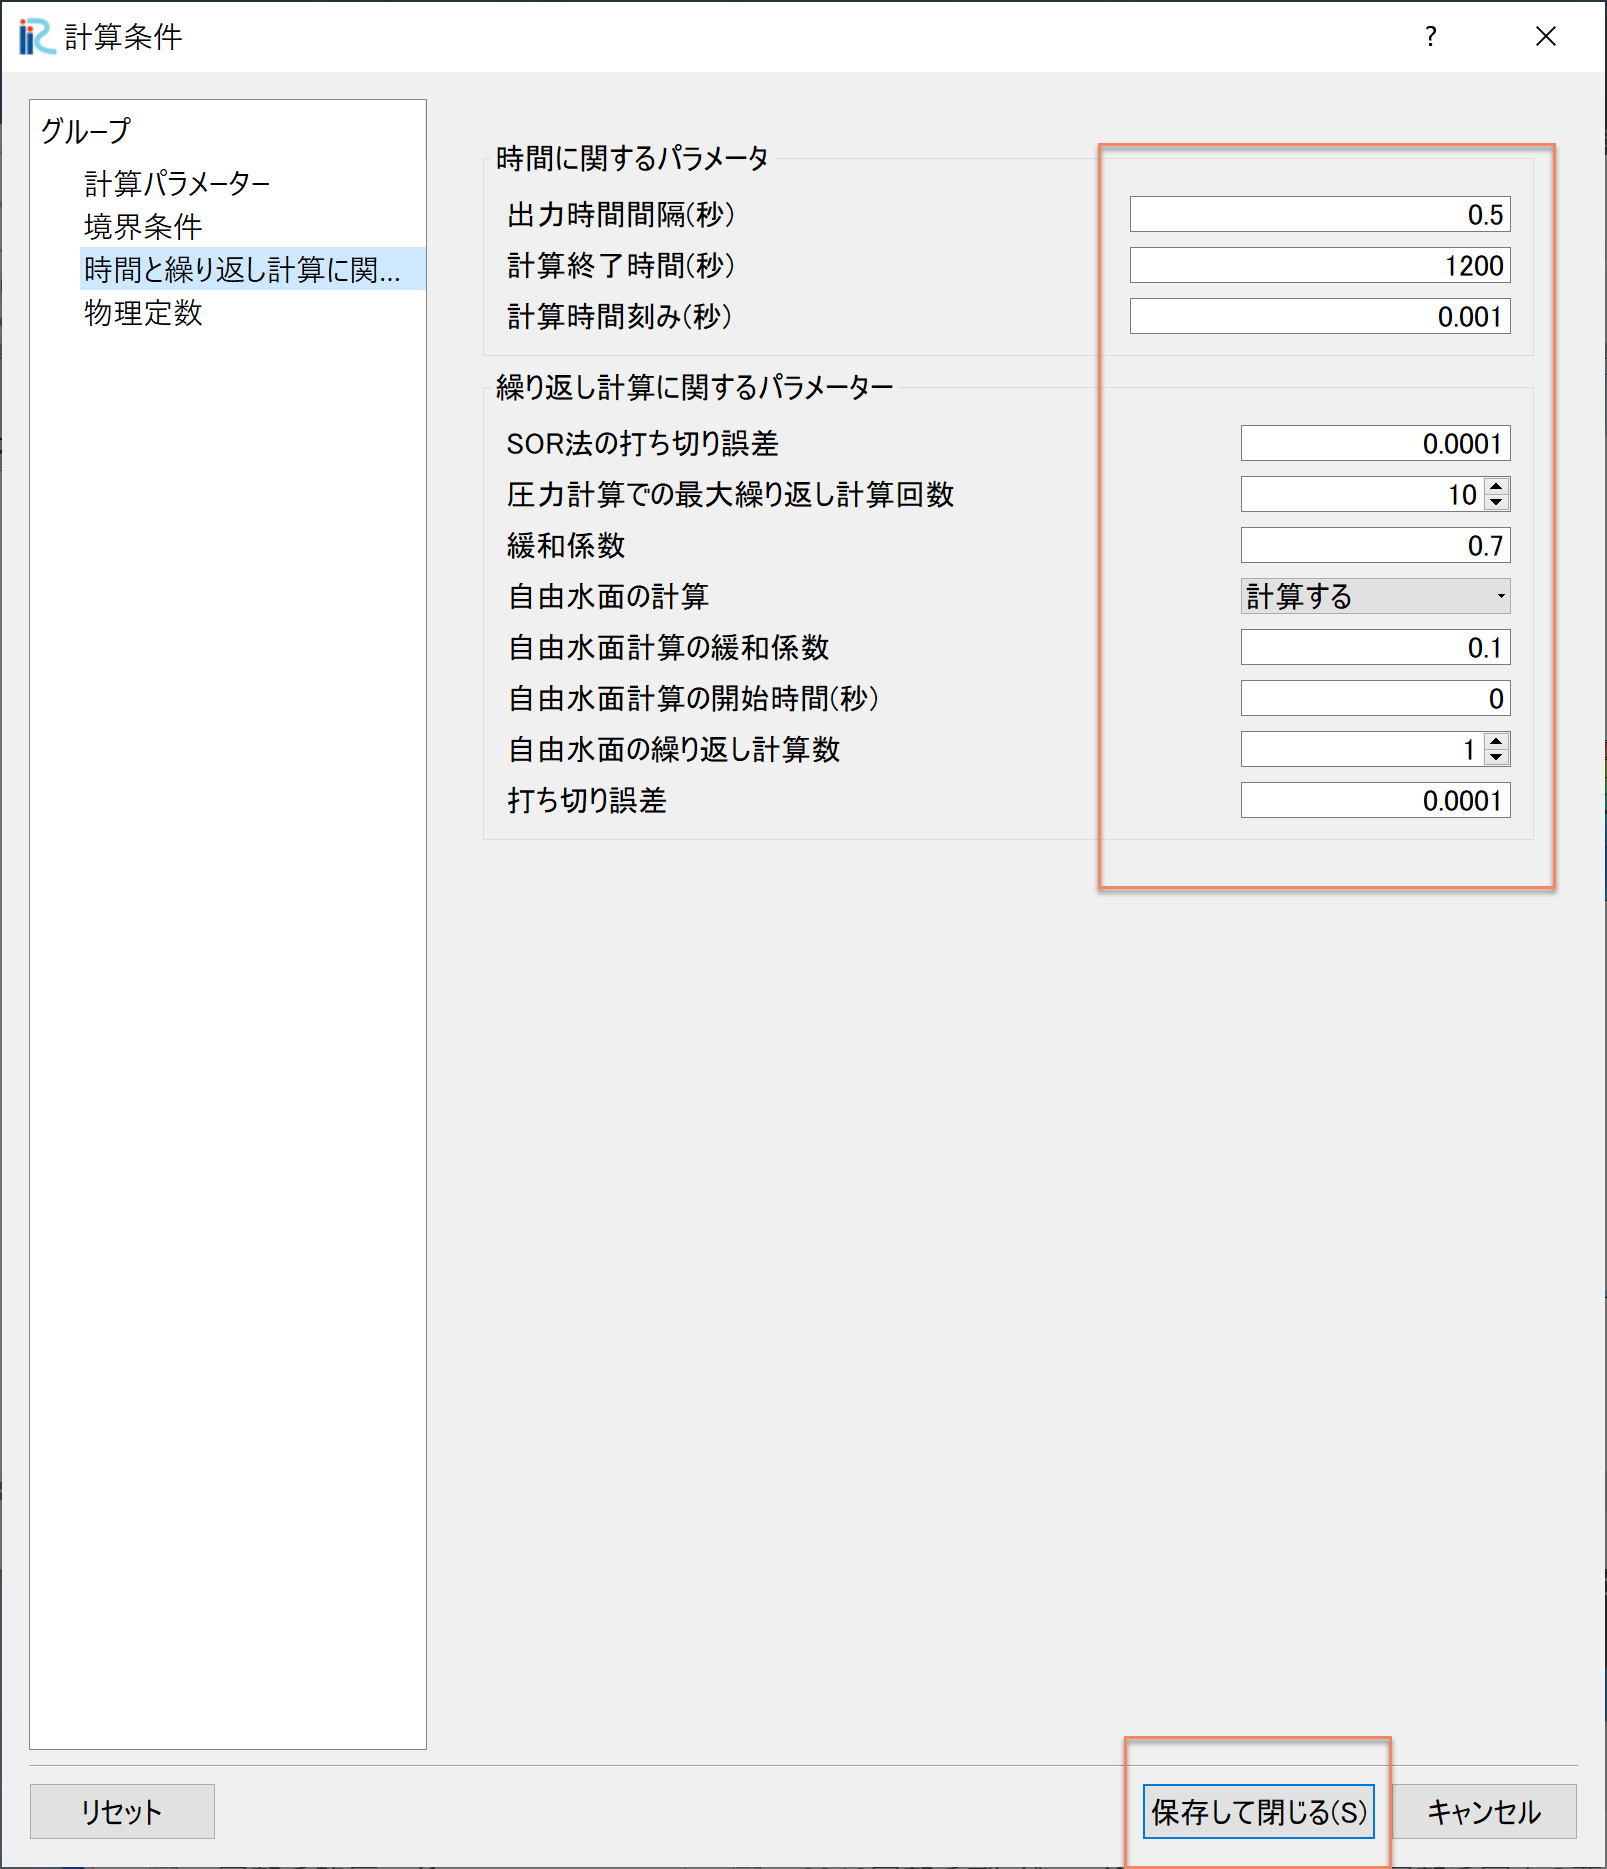 計算条件
グループ
計算パラメーター
境界条件
時間と繰り返し計算に関...
物理定数
時間に関するパラメータ
出力時間間隔(秒) 0.5
計算終了時間(秒) 1200
計算時間刻み(秒) 0.001
繰り返し計算に関するパラメーター
SOR法の打ち切り誤差 0.0001
圧力計算での最大繰り返し計算回数 10
緩和係数 0.7
自由水面の計算 計算する
自由水面計算の緩和係数 0.1
自由水面計算の開始時間(秒) 0
自由水面の繰り返し計算数 1
打ち切り誤差 0.0001
リセット 保存して閉じる(S) キャンセル